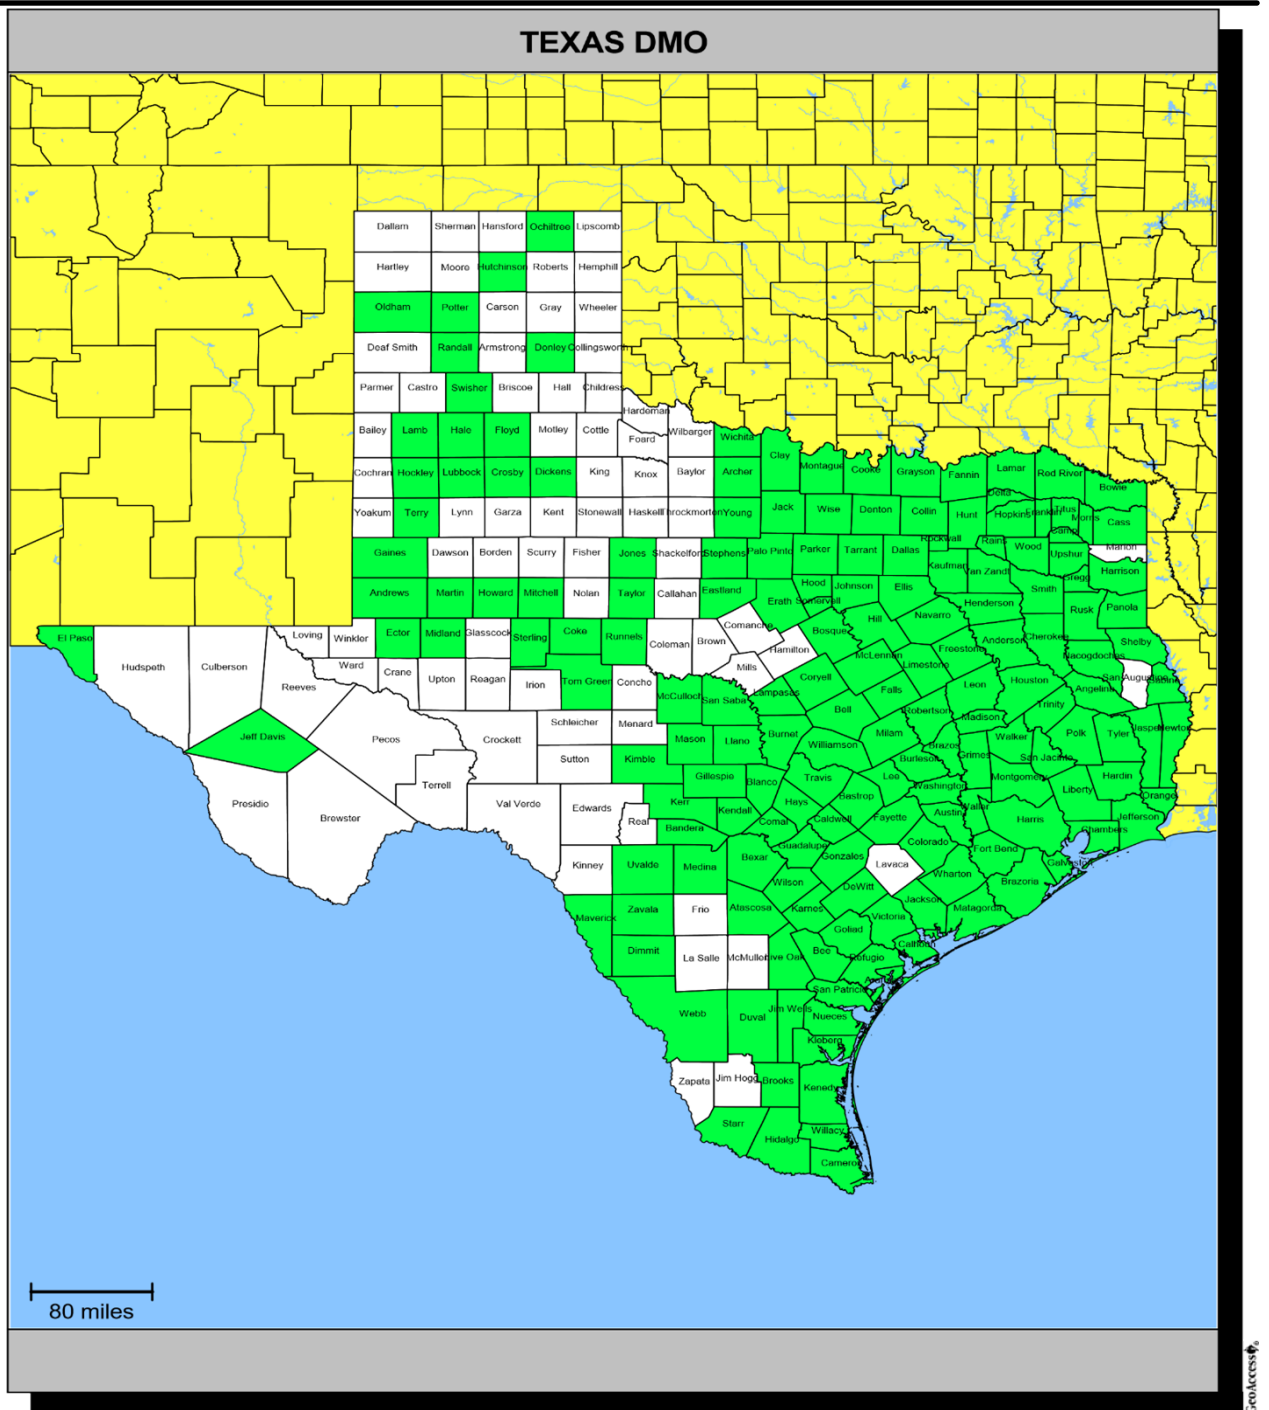 TEXAS DMO
Dallam Sherman Hansford Ochiltree Lipscomb
Hartley Moore Hutchinson Roberts Hemphill
Oldham Potter Carson Gray Wheeler
Deaf Smith Randall Armstrong Donley Collingsworth
Parmer Castro Swisher Briscoe Hall Childress
Hardeman
Bailey Lamb Hale Floyd Motley Cottle Foard Wilbarger Wichita
Clay Montague Cooke Grayson Fannin Lamar Red River Bowie
Cochran Hockley Lubbock Crosby Dickens King Knox Baylor Archer
Delta
Yoakum Terry Lynn Garza Kent Stonewall Haskell Throckmorton Young Jack Wise Denton Collin Hunt Hopkins Franklin Titus Morris Cass
Camp
Rockwall Rains Wood Upshur Marion
Gaines Dawson Borden Scurry Fisher Jones Shackelford Stephens Palo Pinto Parker Tarrant Dallas Kaufman Van Zandt Gregg Harrison
Andrews Martin Howard Mitchell Nolan Taylor Callahan Eastland Erath Hood Somervell Johnson Ellis Henderson Smith Rusk Panola
El Paso Hudspeth Culberson Loving Winkler Ector Midland Glasscock Sterling Coke Runnels Coleman Brown Comanche Hamilton Bosque Hill Navarro Anderson Cherokee Shelby
Nacogdoches
Reeves Ward Crane Upton Reagan Irion Tom Green Concho McCulloch San Saba Mills Lampasas Coryell McLennan Limestone Freestone Leon Houston Angelina San Augustine Sabine
Falls Trinity
Jeff Davis Pecos Crockett Schleicher Menard Mason Llano Burnet Bell Milam Robertson Madison Walker Polk Tyler Jasper Newton
Sutton Kimble Williamson Brazos Grimes San Jacinto
Burleson
Presidio Brewster Terrell Val Verde Edwards Gillespie Blanco Travis Lee Washington Montgomery Liberty Hardin Orange
Real Kerr Kendall Hays Bastrop Austin Waller Harris Jefferson
Bandera Comal Caldwell Fayette Chambers
Kinney Uvalde Medina Bexar Guadalupe Gonzales Lavaca Colorado Fort Bend Galveston
Wilson DeWitt Wharton Brazoria
Maverick Zavala Frio Atascosa Karnes Victoria Jackson Matagorda
Goliad
Dimmit La Salle McMullen Live Oak Bee Refugio Calhoun
Aransas
San Patricio
Webb Duval Jim Wells Nueces
Kleberg
Zapata Jim Hogg Brooks Kenedy
Starr Hidalgo Willacy
Cameron
80 miles
GeoAccess®